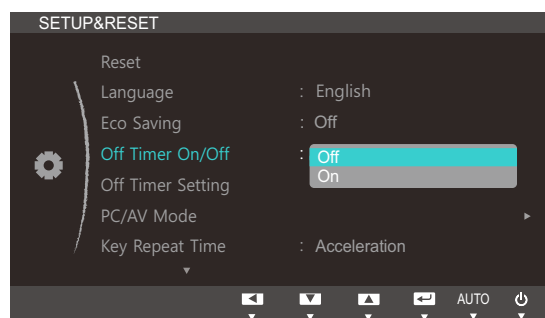 SETUP&RESET
Reset
Language : English
Eco Saving : Off
Off Timer On/Off : Off
On
Off Timer Setting
PC/AV Mode
Key Repeat Time : Acceleration
AUTO